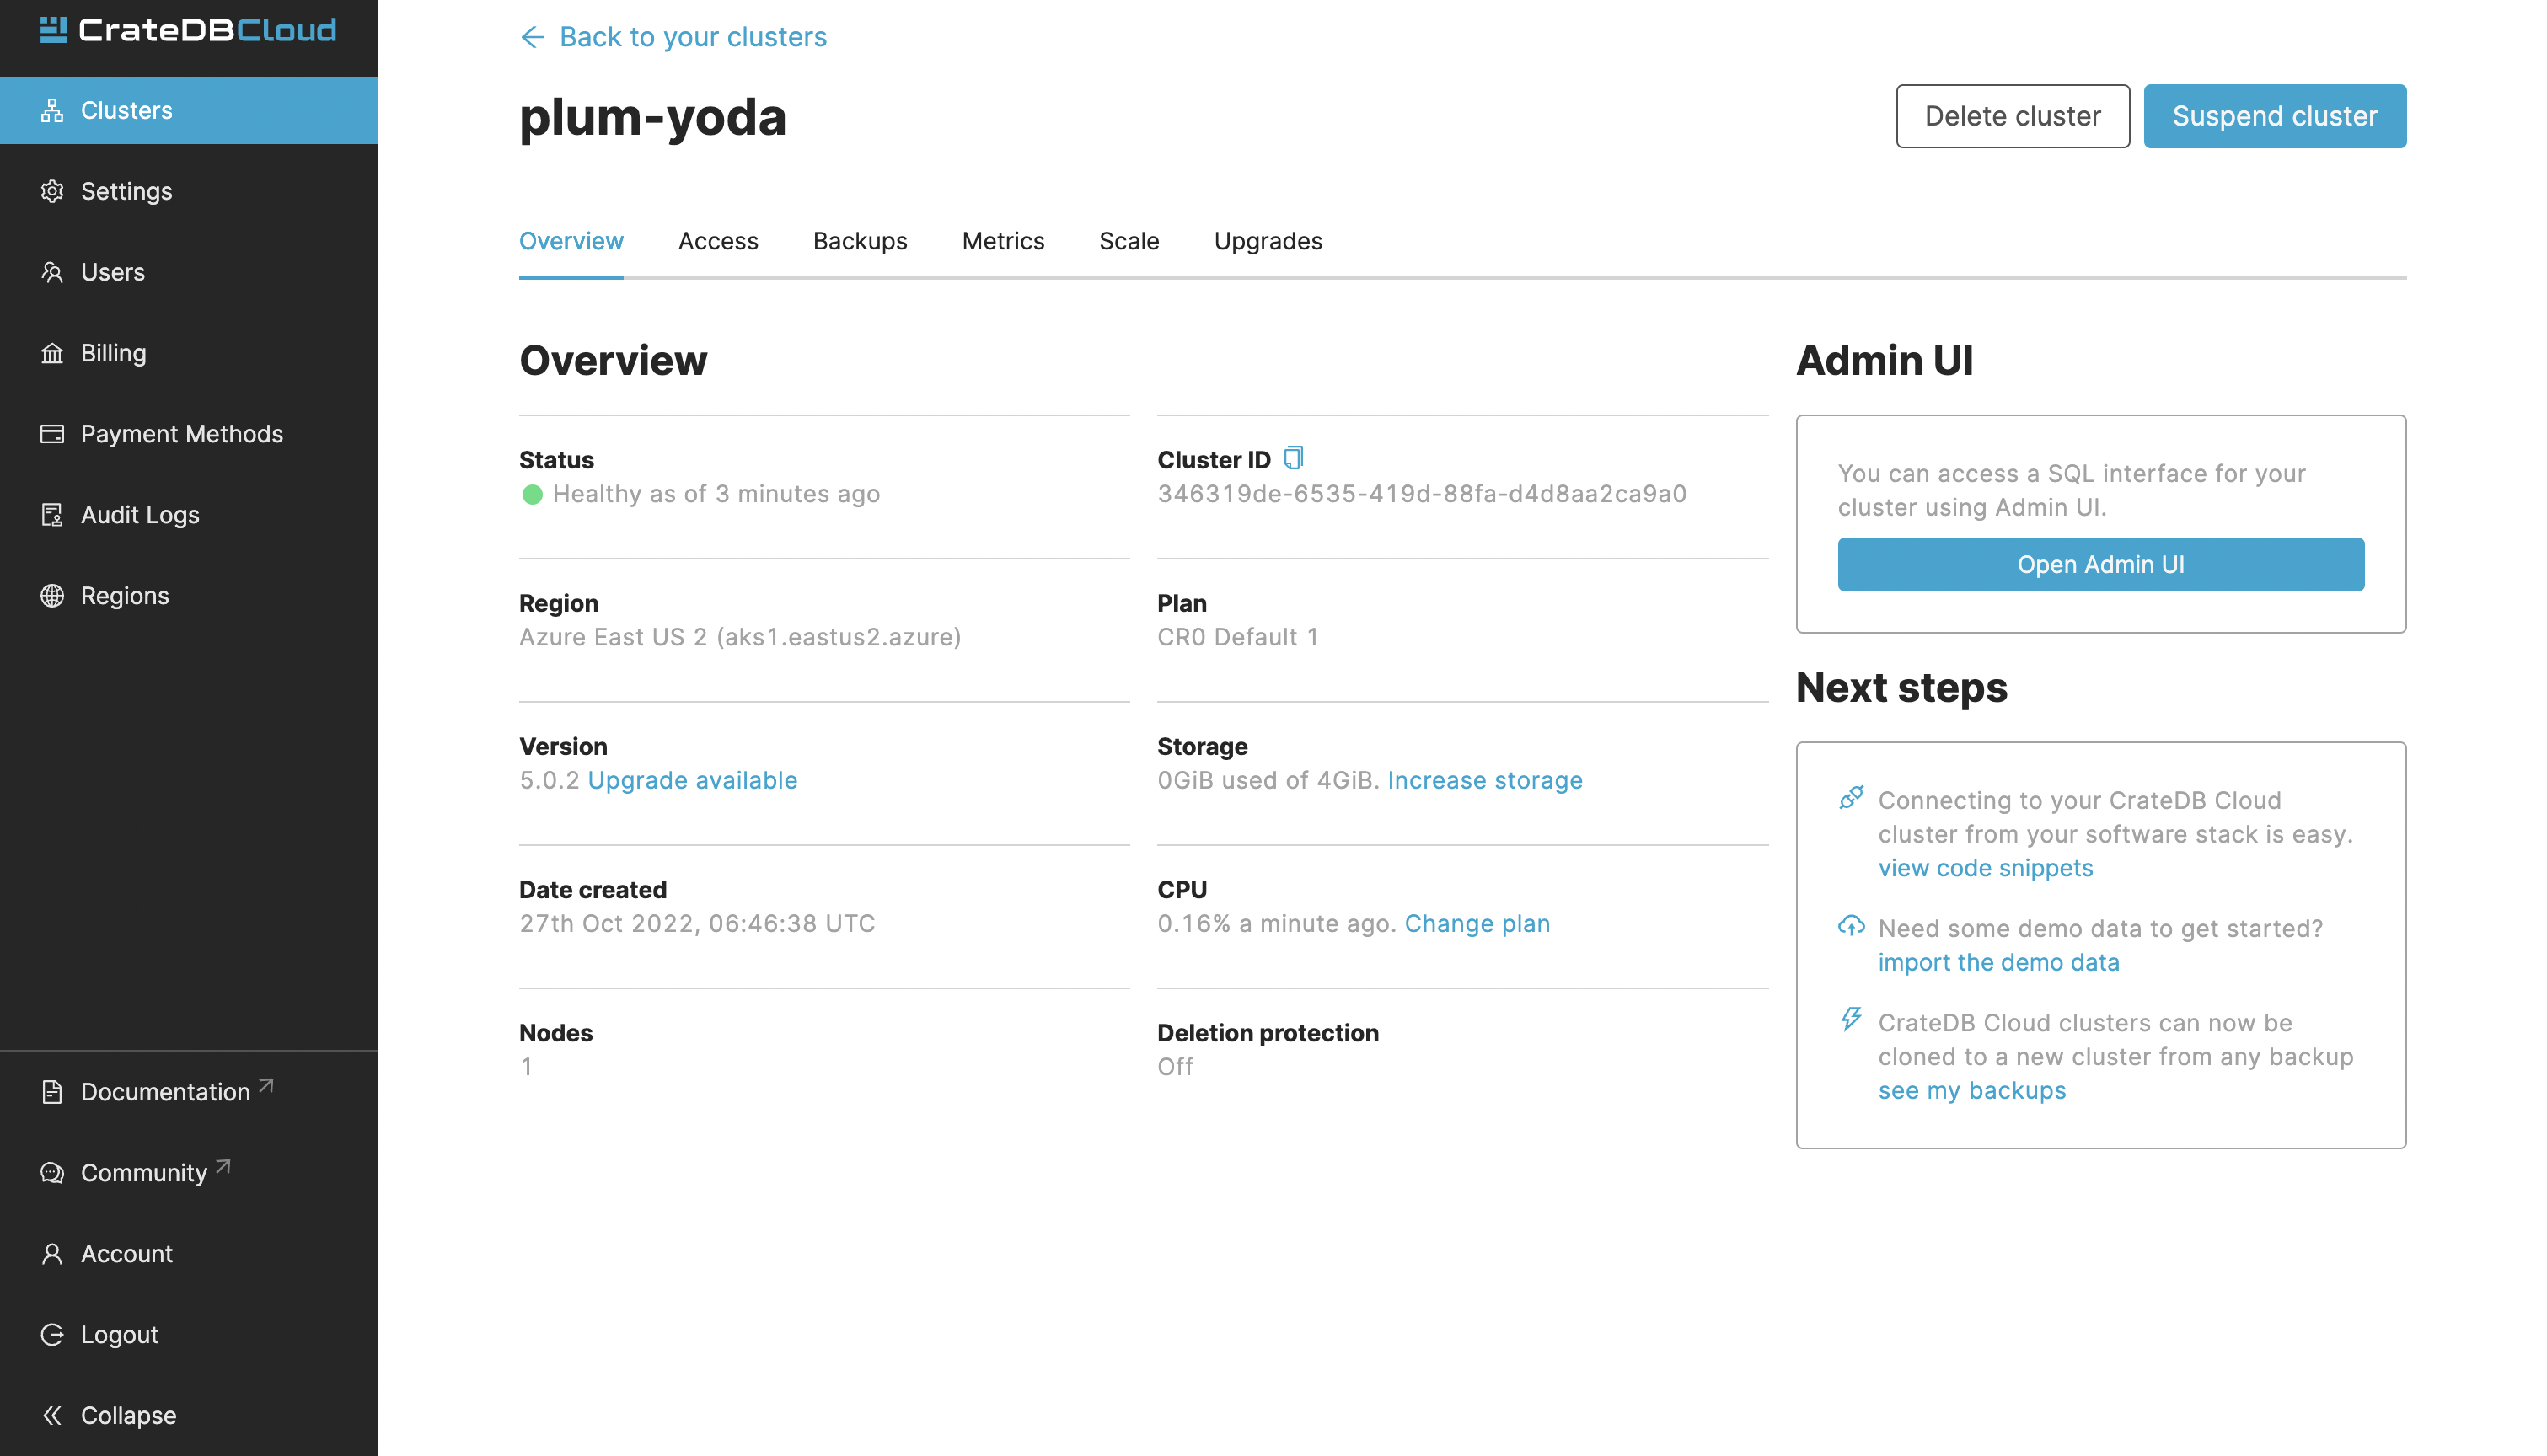 CrateDBCloud
Clusters
Settings
Users
Billing
Payment Methods
Audit Logs
Regions
Documentation
Community
Account
Logout
Collapse
Back to your clusters
plum-yoda
Delete cluster
Suspend cluster
Overview
Access
Backups
Metrics
Scale
Upgrades
Overview
Status
Healthy as of 3 minutes ago
Cluster ID
346319de-6535-419d-88fa-d4d8aa2ca9a0
Region
Azure East US 2 (aks1.eastus2.azure)
Plan
CR0 Default 1
Version
5.0.2 Upgrade available
Storage
0GiB used of 4GiB. Increase storage
Date created
27th Oct 2022, 06:46:38 UTC
CPU
0.16% a minute ago. Change plan
Nodes
1
Deletion protection
Off
Admin UI
You can access a SQL interface for your
cluster using Admin UI.
Open Admin UI
Next steps
Connecting to your CrateDB Cloud
cluster from your software stack is easy.
view code snippets
Need some demo data to get started?
import the demo data
CrateDB Cloud clusters can now be
cloned to a new cluster from any backup
see my backups